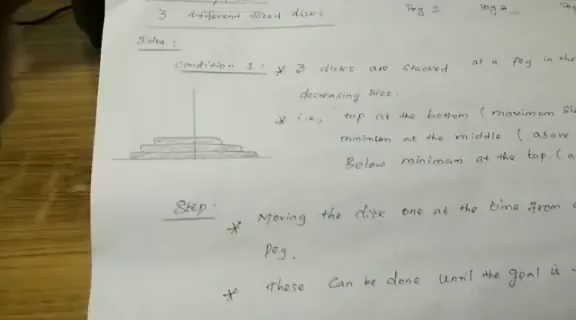 3 different sized disks
Peg 2
Rules :
Condition 1 : * 3 disks are stacked at a peg in the
decreasing size.
* i.e., top at the bottom ( maximum
minimum at the middle ( above
Below minimum at the top. (
Step :
* Moving the disk one at the time from
Peg.
* These can be done until the goal is